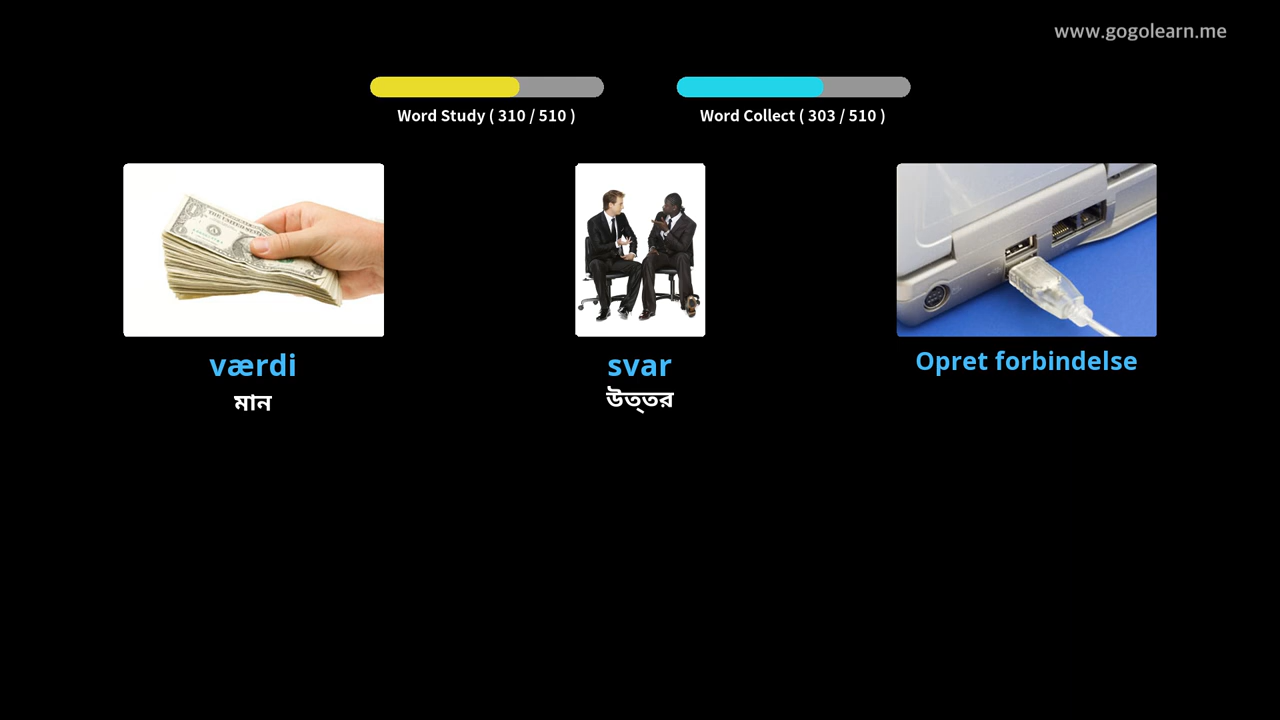 www.gogolearn.me
Word Study ( 310 / 510 )
Word Collect ( 303 / 510 )
værdi
মান
svar
উত্তর
Opret forbindelse